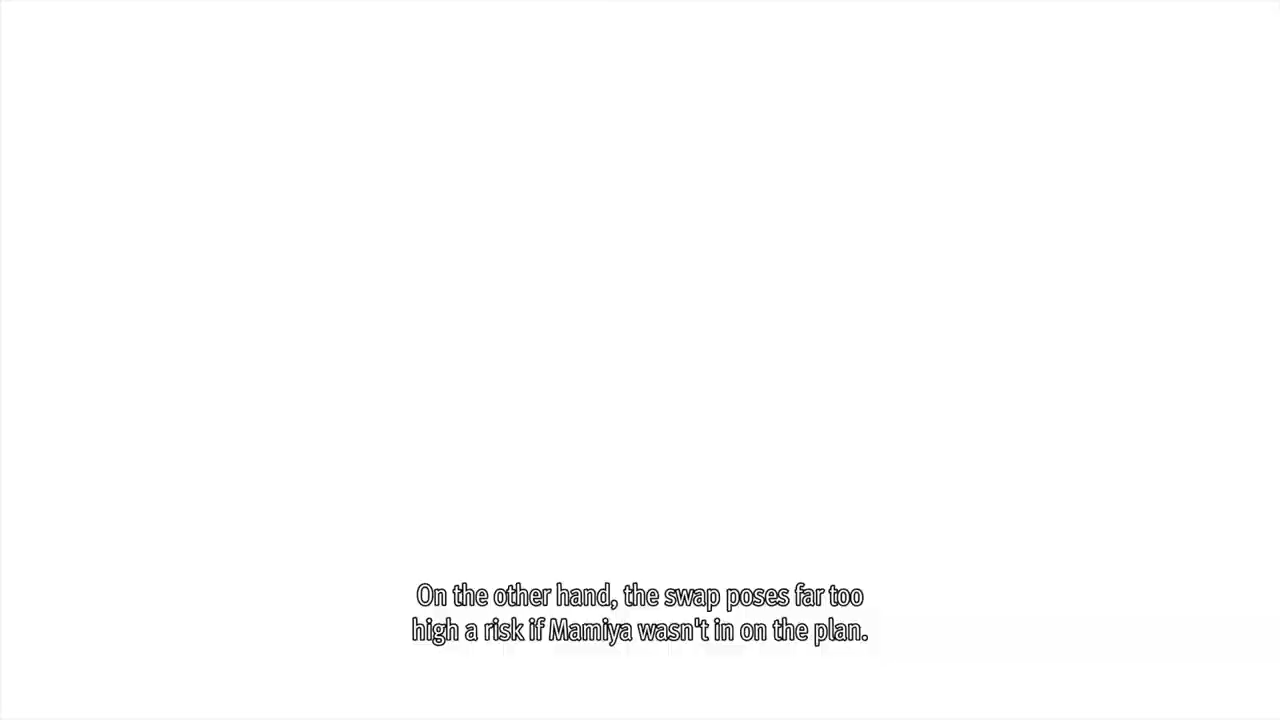 On the other hand, the swap poses far too
high a risk if Mamiya wasn't in on the plan.